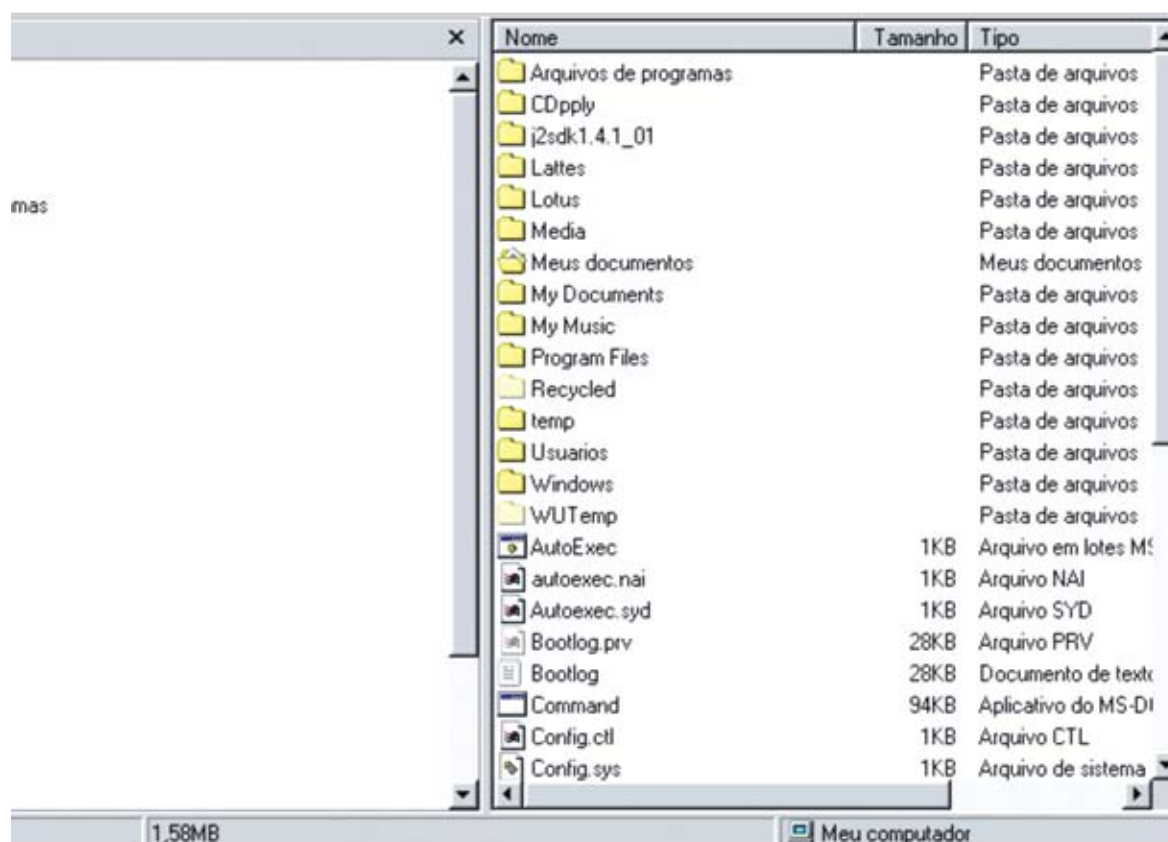 Nome Tamanho Tipo
Arquivos de programas Pasta de arquivos
CDpply Pasta de arquivos
j2sdk1.4.1_01 Pasta de arquivos
Lattes Pasta de arquivos
mas
Lotus Pasta de arquivos
Media Pasta de arquivos
Meus documentos Meus documentos
My Documents Pasta de arquivos
My Music Pasta de arquivos
Program Files Pasta de arquivos
Recycled Pasta de arquivos
temp Pasta de arquivos
Usuarios Pasta de arquivos
Windows Pasta de arquivos
WUTemp Pasta de arquivos
AutoExec 1KB Arquivo em lotes MS
autoexec.nai 1KB Arquivo NAI
Autoexec.syd 1KB Arquivo SYD
Bootlog.prv 28KB Arquivo PRV
Bootlog 28KB Documento de texto
Command 94KB Aplicativo do MS-D
Config.ctl 1KB Arquivo CTL
Config.sys 1KB Arquivo de sistema
1,58MB Meu computador